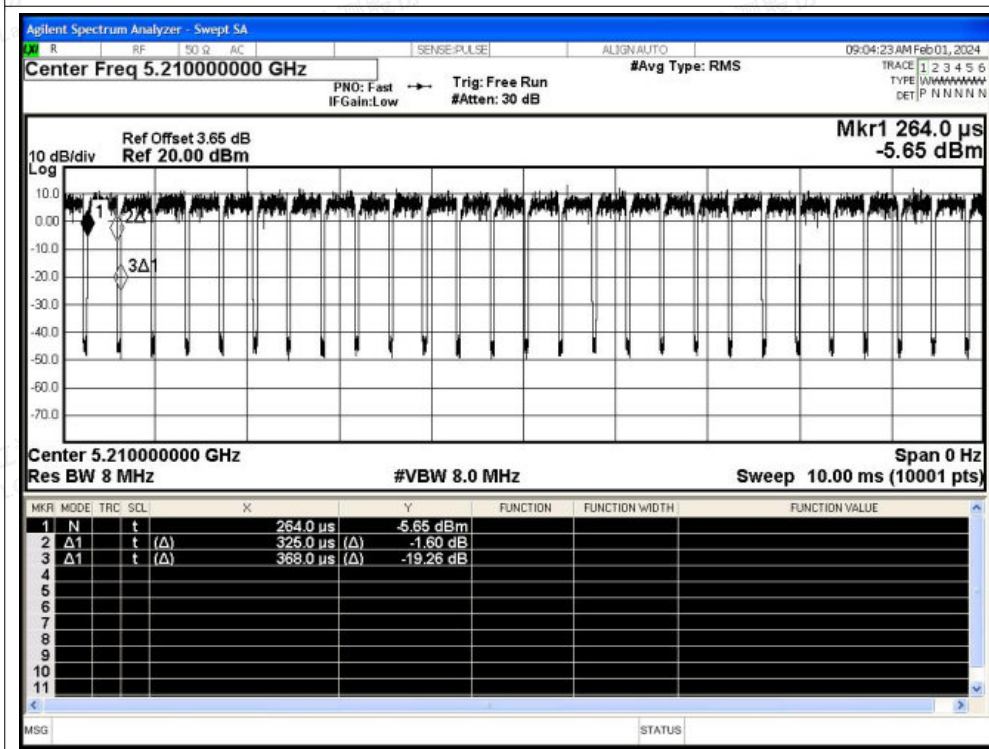 Agilent Spectrum Analyzer - Swept SA
LXI R RF 50 Ω AC SENSE:PULSE ALIGNAUTO 09:04:23 AM Feb 01, 2024
Center Freq 5.210000000 GHz #Avg Type: RMS TRACE 1 2 3 4 5 6
PNO: Fast Trig: Free Run TYPE WWWWWW
IFGain:Low #Atten: 30 dB DET P N N N N N
Mkr1 264.0 µs
Ref Offset 3.65 dB
10 dB/div Ref 20.00 dBm -5.65 dBm
Log
10.0
1 2Δ
0.00
-10.0
3Δ1
-20.0
-30.0
-40.0
-50.0
-60.0
-70.0
Center 5.210000000 GHz Span 0 Hz
Res BW 8 MHz #VBW 8.0 MHz Sweep 10.00 ms (10001 pts)
MKR MODE TRC SCL X Y FUNCTION FUNCTION WIDTH FUNCTION VALUE
1 N t 264.0 µs -5.65 dBm
2 Δ1 t (Δ) 325.0 µs (Δ) -1.60 dB
3 Δ1 t (Δ) 368.0 µs (Δ) -19.26 dB
4
5
6
7
8
9
10
11
MSG STATUS